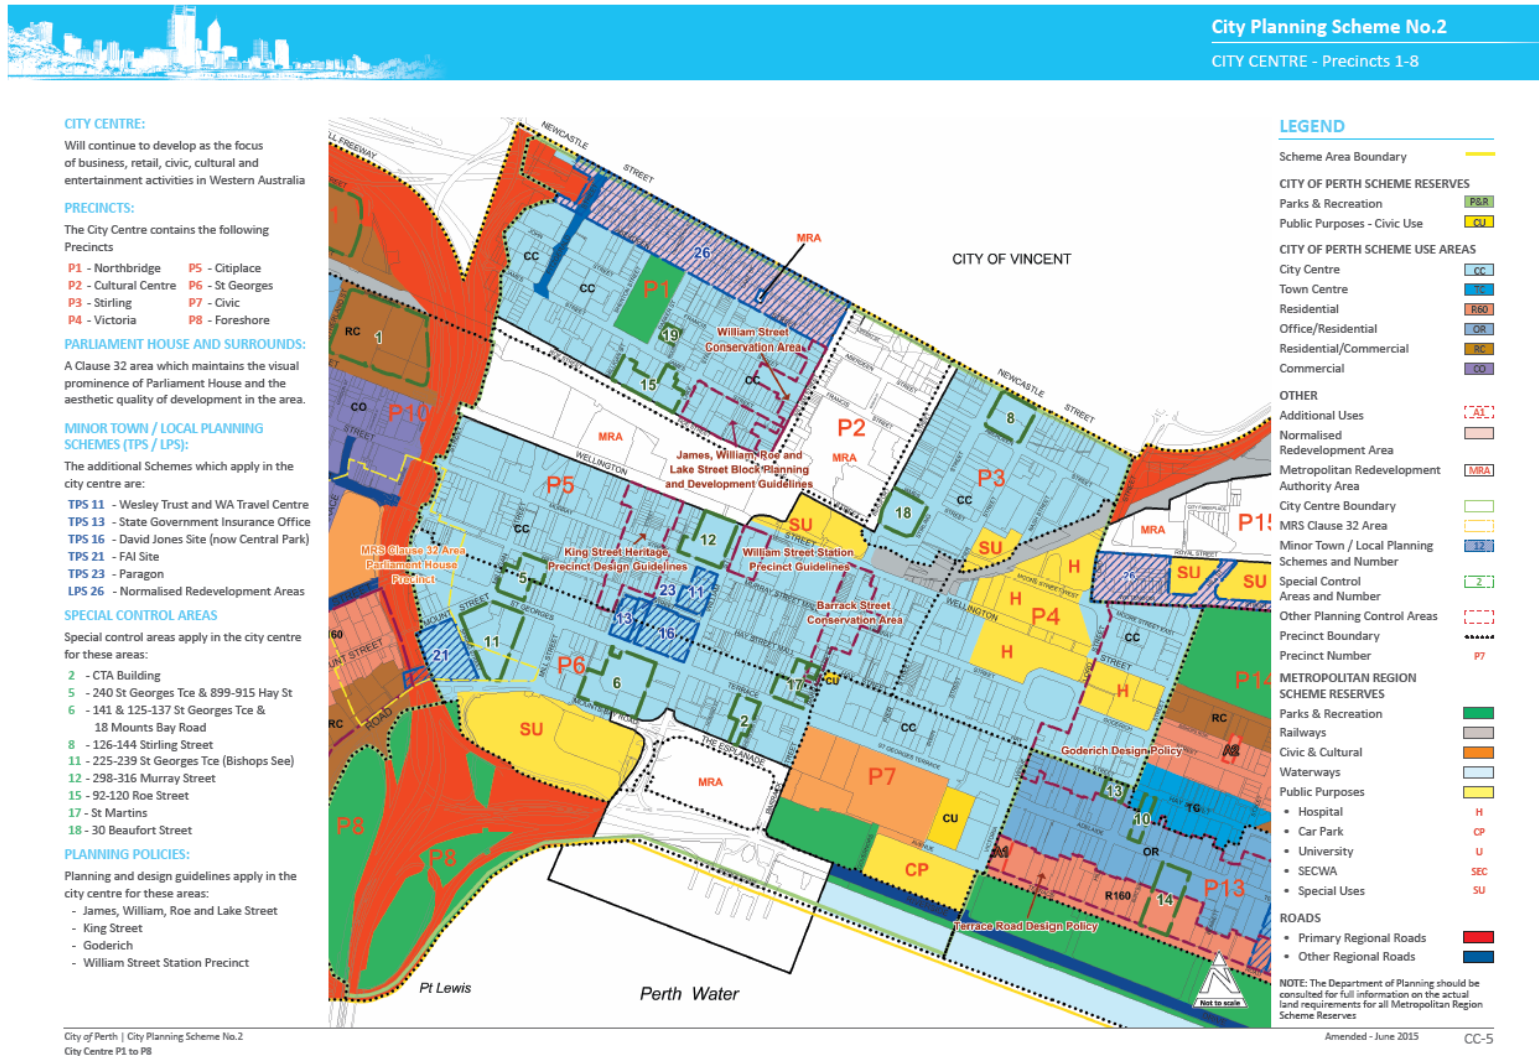 City Planning Scheme No.2
CITY CENTRE - Precincts 1-8
CITY CENTRE:
Will continue to develop as the focus
of business, retail, civic, cultural and
entertainment activities in Western Australia
PRECINCTS:
The City Centre contains the following
Precincts
P1 - Northbridge P5 - Citiplace
P2 - Cultural Centre P6 - St Georges
P3 - Stirling P7 - Civic
P4 - Victoria P8 - Foreshore
PARLIAMENT HOUSE AND SURROUNDS:
A Clause 32 area which maintains the visual
prominence of Parliament House and the
aesthetic quality of development in the area.
MINOR TOWN / LOCAL PLANNING
SCHEMES (TPS / LPS):
The additional Schemes which apply in the
city centre are:
TPS 11 - Wesley Trust and WA Travel Centre
TPS 13 - State Government Insurance Office
TPS 16 - David Jones Site (now Central Park)
TPS 21 - FAI Site
TPS 23 - Paragon
LPS 26 - Normalised Redevelopment Areas
SPECIAL CONTROL AREAS
Special control areas apply in the city centre
for these areas:
2 - CTA Building
5 - 240 St Georges Tce & 899-915 Hay St
6 - 141 & 125-137 St Georges Tce &
18 Mounts Bay Road
8 - 126-144 Stirling Street
11 - 225-239 St Georges Tce (Bishops See)
12 - 298-316 Murray Street
15 - 92-120 Roe Street
17 - St Martins
18 - 30 Beaufort Street
PLANNING POLICIES:
Planning and design guidelines apply in the
city centre for these areas:
- James, William, Roe and Lake Street
- King Street
- Goderich
- William Street Station Precinct
NEWCASTLE
STREET
MRA
CITY OF VINCENT
26
CC
CC
P1
19
William Street
Conservation Area
RC
1
15
CC
NEWCASTLE
STREET
8
CO
P10
STREET
MRA
P2
MRA
WELLINGTON
James, William, Roe and
Lake Street Block Planning
and Development Guidelines
P3
P5
CC
CC
18
SU
12
MRA
P15
King Street Heritage
Precinct Design Guidelines
William Street Station
Precinct Guidelines
MRS Clause 32 Area
Parliament House
Precinct
SU
H
26
SU
SU
5
23
11
H
WELLINGTON
P4
Barrack Street
Conservation Area
13
16
11
21
H
CC
P6
6
17
CU
H
P14
2
RC
ROAD
RC
SU
CC
THE ESPLANADE
Goderich Design Policy
A2
MRA
P7
13
TC
10
P8
P8
CU
OR
A1
CP
R160
P13
14
Terrace Road Design Policy
Pt Lewis
Perth Water
N
Not to scale
LEGEND
Scheme Area Boundary
CITY OF PERTH SCHEME RESERVES
Parks & Recreation P&R
Public Purposes - Civic Use CU
CITY OF PERTH SCHEME USE AREAS
City Centre CC
Town Centre TC
Residential R60
Office/Residential OR
Residential/Commercial RC
Commercial CO
OTHER
Additional Uses A1
Normalised
Redevelopment Area
Metropolitan Redevelopment MRA
Authority Area
City Centre Boundary
MRS Clause 32 Area
Minor Town / Local Planning 12
Schemes and Number
Special Control 2
Areas and Number
Other Planning Control Areas
Precinct Boundary
Precinct Number P7
METROPOLITAN REGION
SCHEME RESERVES
Parks & Recreation
Railways
Civic & Cultural
Waterways
Public Purposes
• Hospital H
• Car Park CP
• University U
• SECWA SEC
• Special Uses SU
ROADS
• Primary Regional Roads
• Other Regional Roads
NOTE: The Department of Planning should be
consulted for full information on the actual
land requirements for all Metropolitan Region
Scheme Reserves
City of Perth | City Planning Scheme No.2
City Centre P1 to P8
Amended - June 2015 CC-5